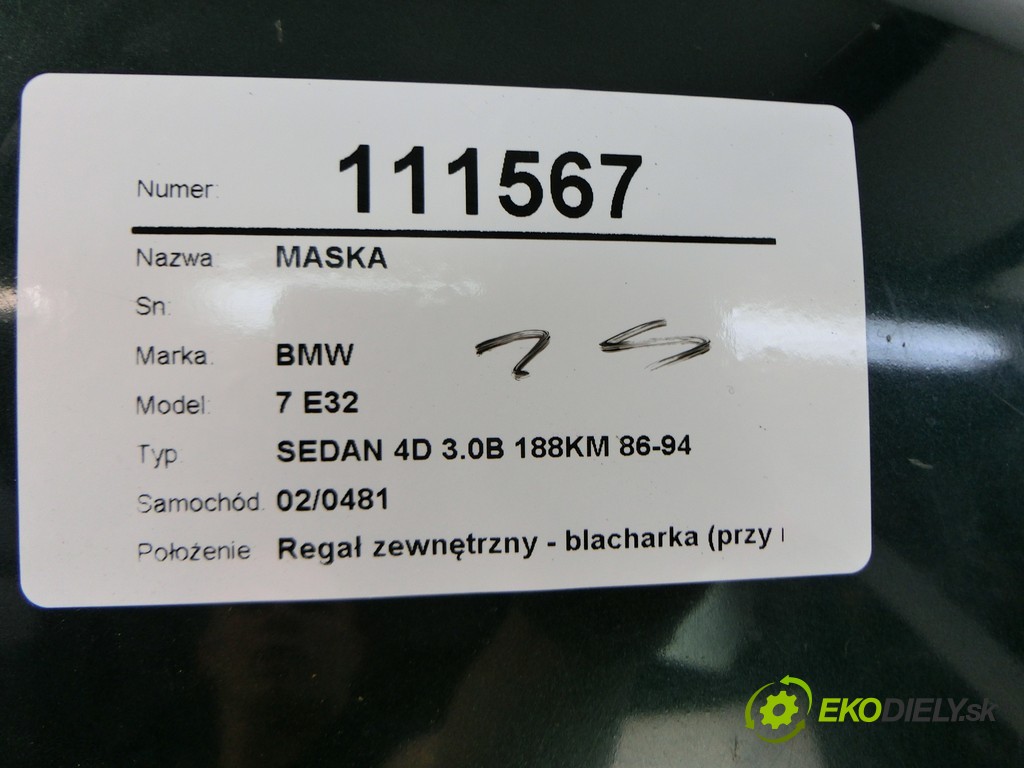 Numer: 111567
Nazwa: MASKA
Sn:
Marka: BMW
Model: 7 E32
Typ: SEDAN 4D 3.0B 188KM 86-94
Samochód: 02/0481
Położenie Regał zewnętrzny - blacharka (przy
EKODIELY.sk